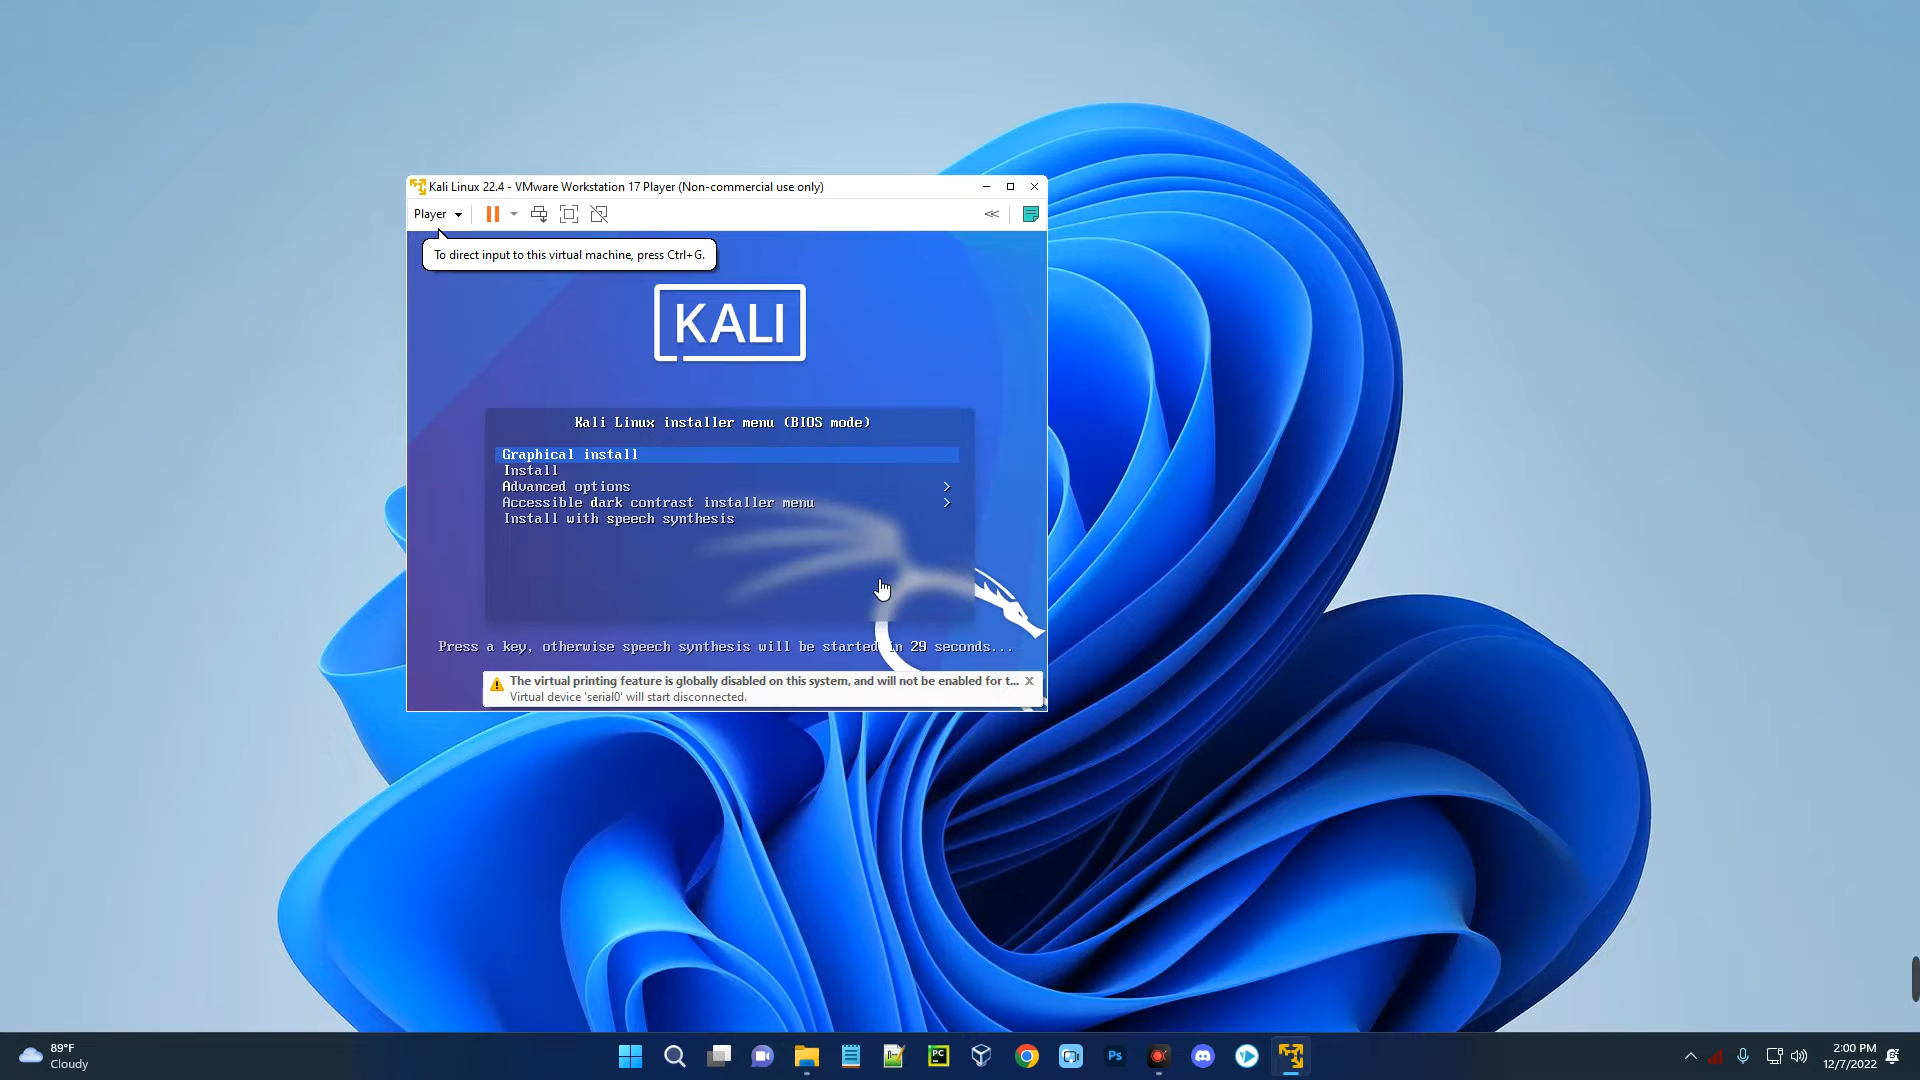 Kali Linux 22.4 - VMware Workstation 17 Player (Non-commercial use only)
Player
To direct input to this virtual machine, press Ctrl+G.
KALI
Kali Linux installer menu (BIOS mode)
Graphical install
Install
Advanced options >
Accessible dark contrast installer menu >
Install with speech synthesis
Press a key, otherwise speech synthesis will be started in 29 seconds...
The virtual printing feature is globally disabled on this system, and will not be enabled for t...
Virtual device 'serial0' will start disconnected.
89°F
Cloudy
PC
Ps
2:00 PM
12/7/2022